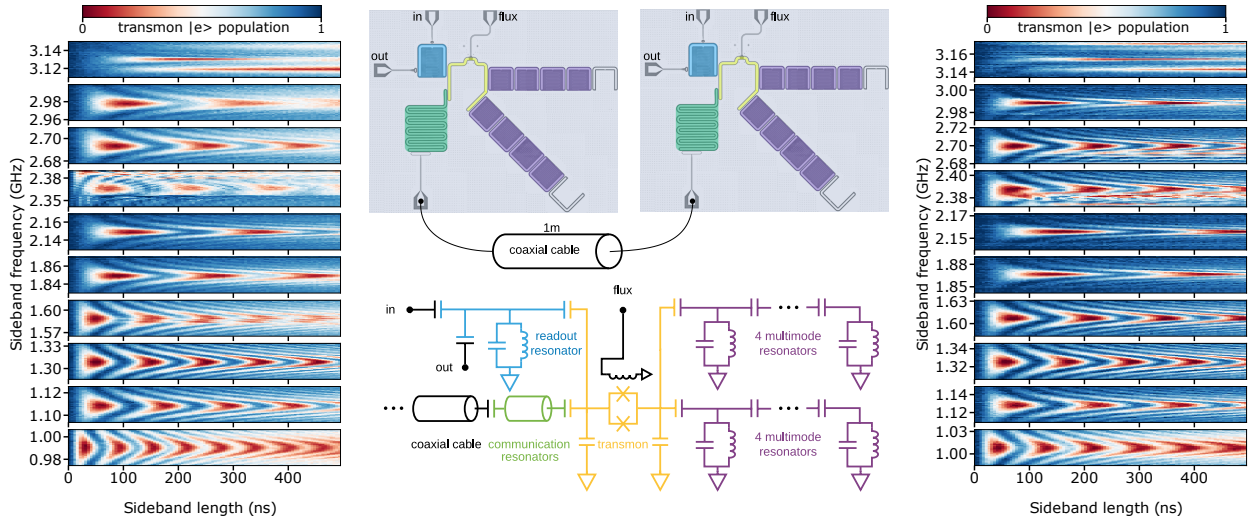 0 transmon |e> population 1
Sideband frequency (GHz)
3.14
3.12
2.98
2.96
2.70
2.68
2.38
2.35
2.16
2.14
1.86
1.84
1.60
1.57
1.33
1.30
1.12
1.10
1.00
0.98
0 100 200 300 400
Sideband length (ns)
in
flux
out
in
flux
out
1m
coaxial cable
flux
in
out
readout
resonator
4 multimode
resonators
coaxial cable
communication
resonators
transmon
4 multimode
resonators
0 transmon |e> population 1
Sideband frequency (GHz)
3.16
3.14
3.00
2.98
2.72
2.70
2.68
2.40
2.38
2.17
2.15
1.88
1.85
1.63
1.60
1.34
1.32
1.14
1.12
1.03
1.00
0 100 200 300 400
Sideband length (ns)